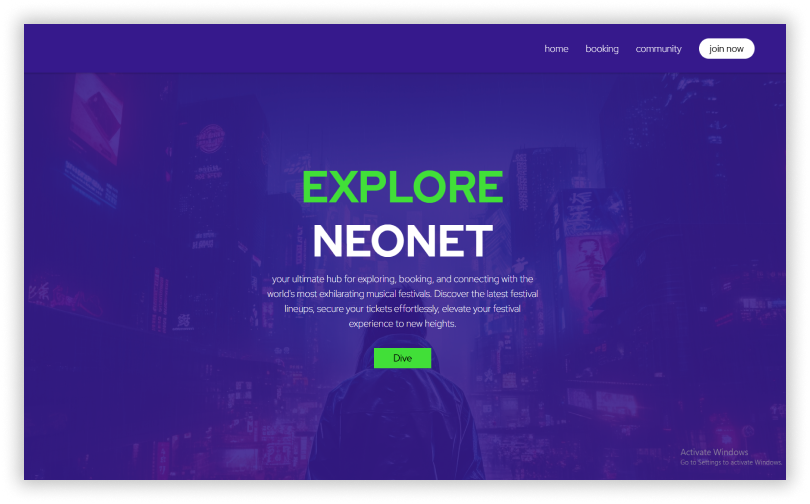 home booking community join now
EXPLORE
NEONET
your ultimate hub for exploring, booking, and connecting with the
world's most exhilarating musical festivals. Discover the latest festival
lineups, secure your tickets effortlessly, elevate your festival
experience to new heights.
Dive
Activate Windows
Go to Settings to activate Windows.